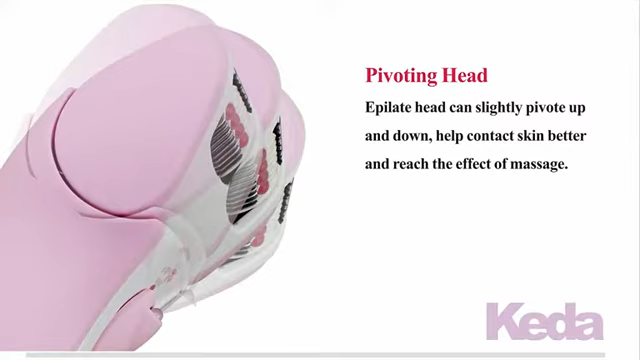 Pivoting Head
Epilate head can slightly pivote up
and down, help contact skin better
and reach the effect of massage.
Keda